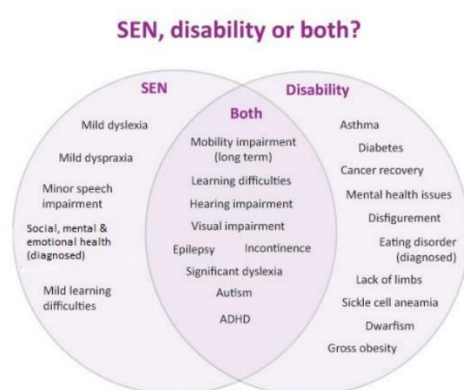 SEN, disability or both?
SEN
Mild dyslexia
Mild dyspraxia
Minor speech
impairment
Social, mental &
emotional health
(diagnosed)
Mild learning
difficulties
Both
Mobility impairment
(long term)
Learning difficulties
Hearing impairment
Visual impairment
Epilepsy Incontinence
Significant dyslexia
Autism
ADHD
Disability
Asthma
Diabetes
Cancer recovery
Mental health issues
Disfigurement
Eating disorder
(diagnosed)
Lack of limbs
Sickle cell aneamia
Dwarfism
Gross obesity